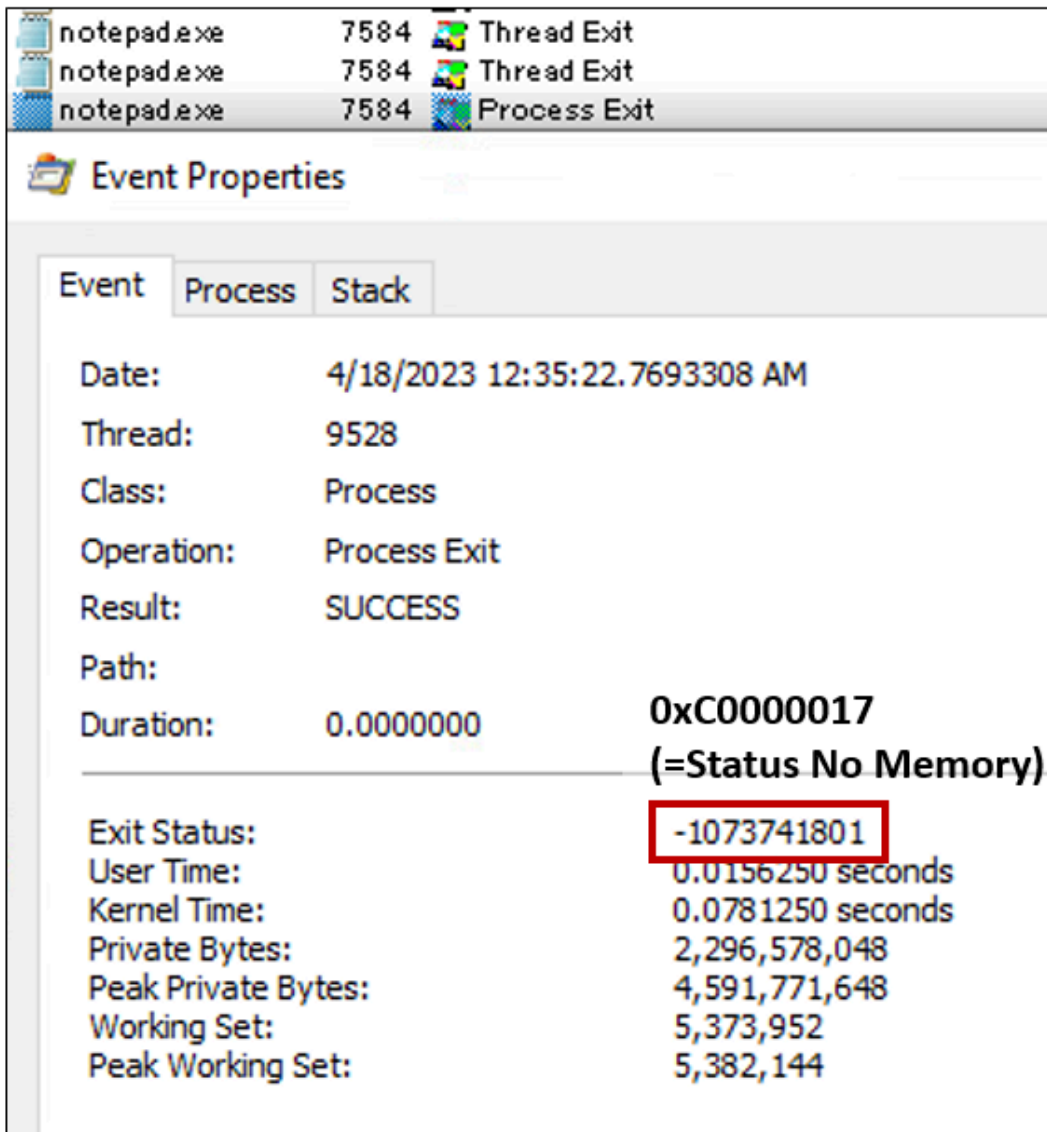 notepad.exe 7584 Thread Exit
notepad.exe 7584 Thread Exit
notepad.exe 7584 Process Exit
Event Properties
Event Process Stack
Date: 4/18/2023 12:35:22.7693308 AM
Thread: 9528
Class: Process
Operation: Process Exit
Result: SUCCESS
Path:
Duration: 0.0000000
0xC0000017
(=Status No Memory)
Exit Status: -1073741801
User Time: 0.0156250 seconds
Kernel Time: 0.0781250 seconds
Private Bytes: 2,296,578,048
Peak Private Bytes: 4,591,771,648
Working Set: 5,373,952
Peak Working Set: 5,382,144